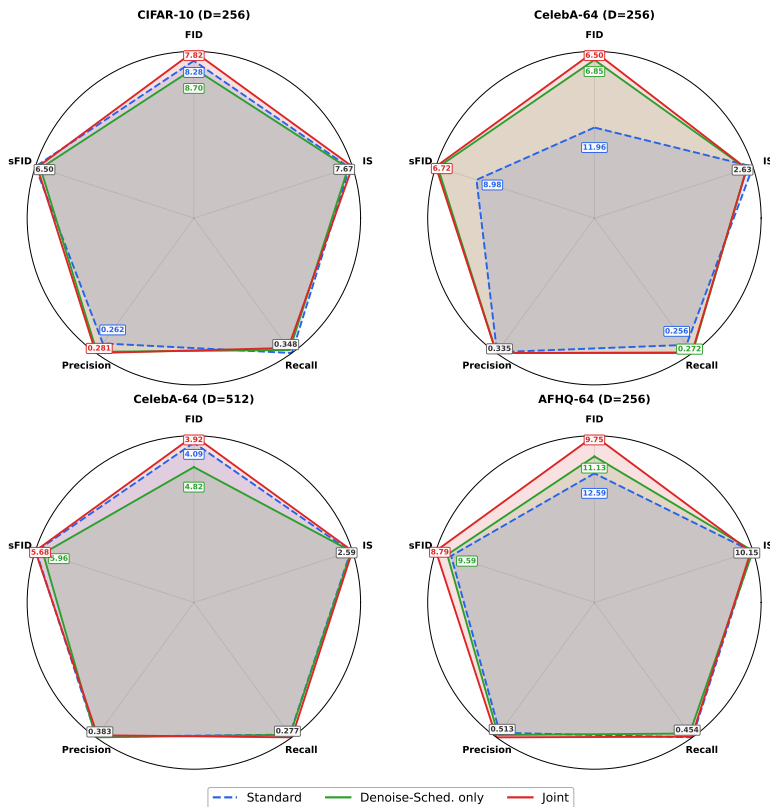 CIFAR-10 (D=256)
FID
7.82
8.28
8.70
sFID
6.50
IS
7.67
0.262
0.281
Precision
0.348
Recall
CelebA-64 (D=256)
FID
6.50
6.85
11.96
sFID
6.72
8.98
IS
2.63
0.335
Precision
0.256
0.272
Recall
CelebA-64 (D=512)
FID
3.92
4.09
4.82
sFID
5.68
5.96
IS
2.59
0.383
Precision
0.277
Recall
AFHQ-64 (D=256)
FID
9.75
11.13
12.59
sFID
8.79
9.59
IS
10.15
0.513
Precision
0.454
Recall
Standard
Denoise-Sched. only
Joint